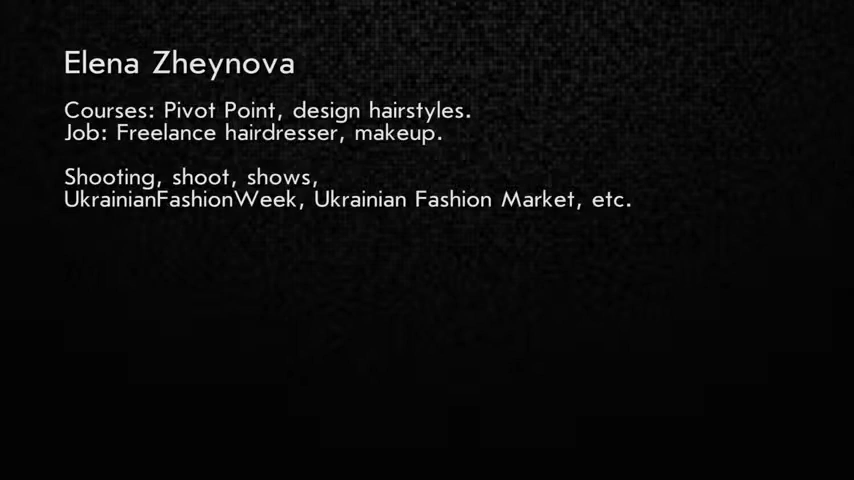 Elena Zheynova
Courses: Pivot Point, design hairstyles.
Job: Freelance hairdresser, makeup.
Shooting, shoot, shows,
UkrainianFashionWeek, Ukrainian Fashion Market, etc.